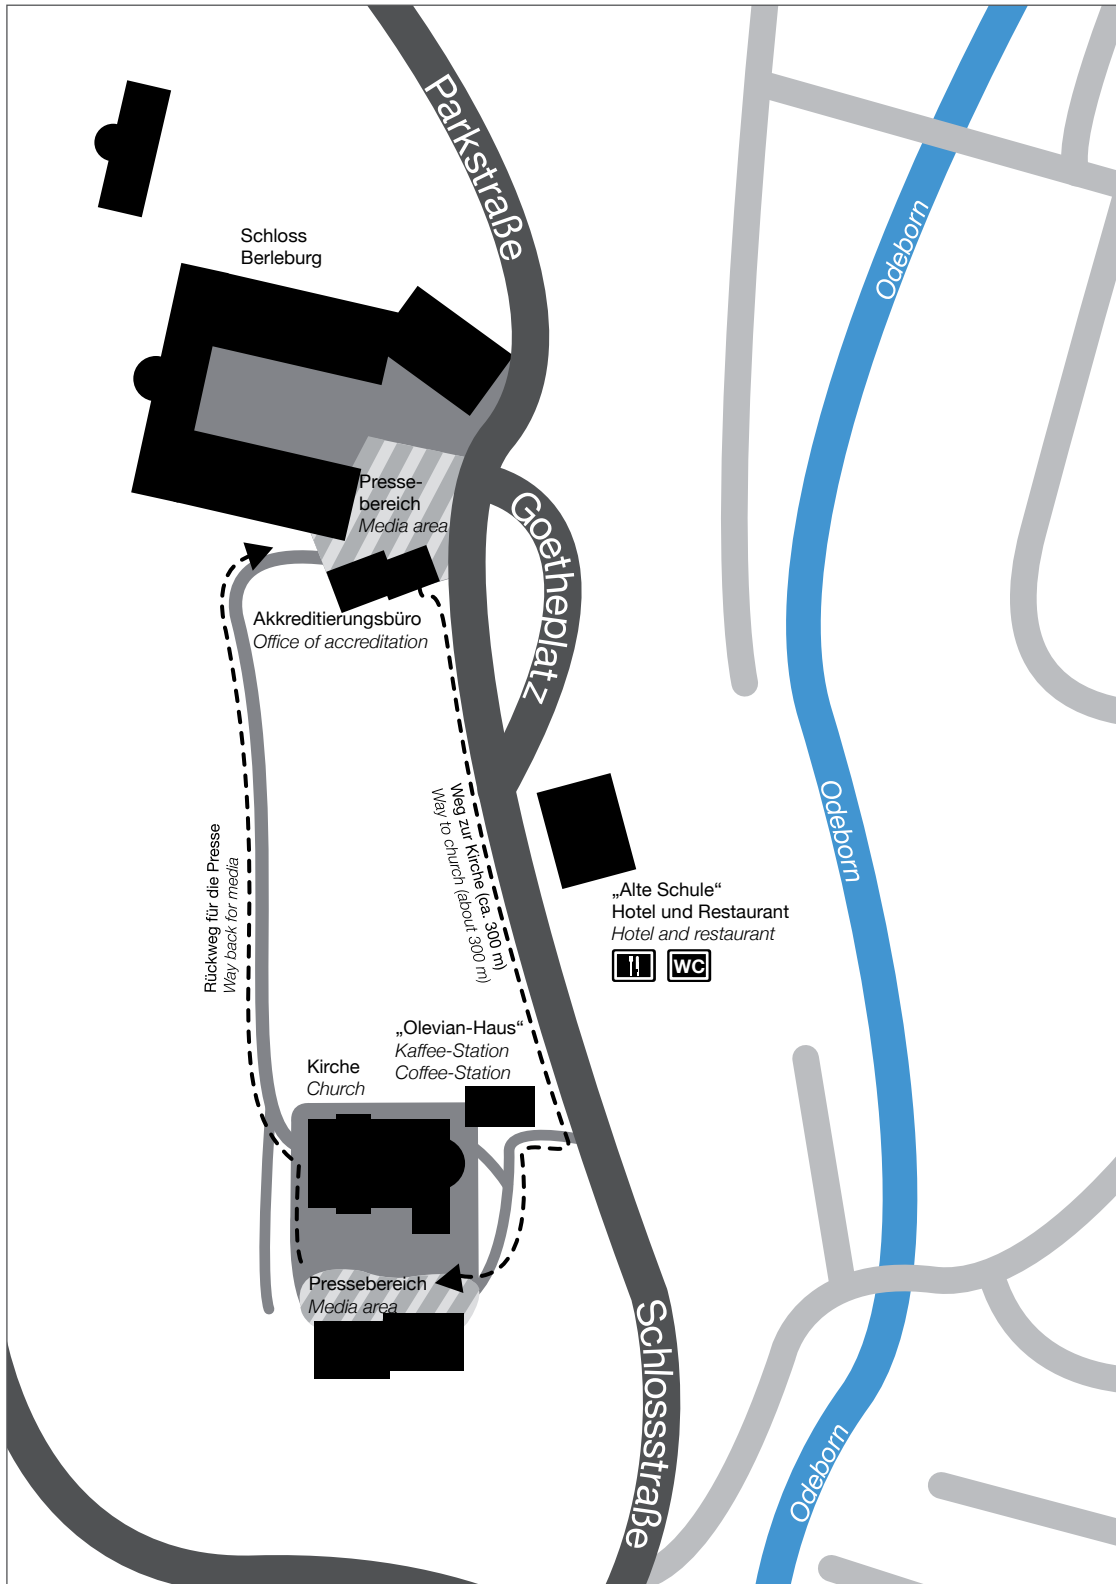 Parkstraße
Odeborn
Schloss
Berleburg
Presse-
bereich
Media area
Goetheplatz
Akkreditierungsbüro
Office of accreditation
Weg zur Kirche (ca. 300 m)
Way to church (about 300 m)
Odeborn
Rückweg für die Presse
Way back for media
„Alte Schule“
Hotel und Restaurant
Hotel and restaurant
WC
„Olevian-Haus“
Kaffee-Station
Coffee-Station
Kirche
Church
Pressebereich
Media area
Schlossstraße
Odeborn